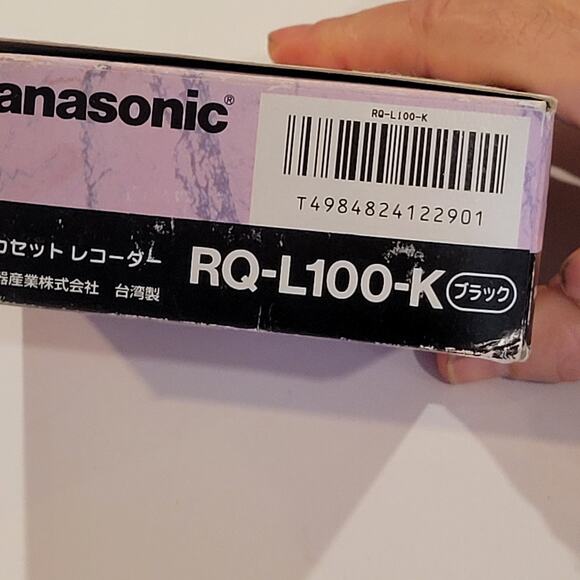 anasonic®
RQ-L100-K
T4984824122901
カセットレコーダー
器産業株式会社 台湾製
RQ-L100-K ブラック